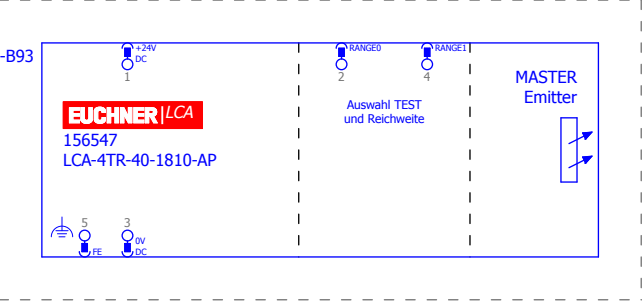 -B93
+24V
DC
1
RANGE0
2
RANGE1
4
MASTER
Emitter
EUCHNER|LCA
156547
LCA-4TR-40-1810-AP
Auswahl TEST
und Reichweite
5
FE
3
0V
DC